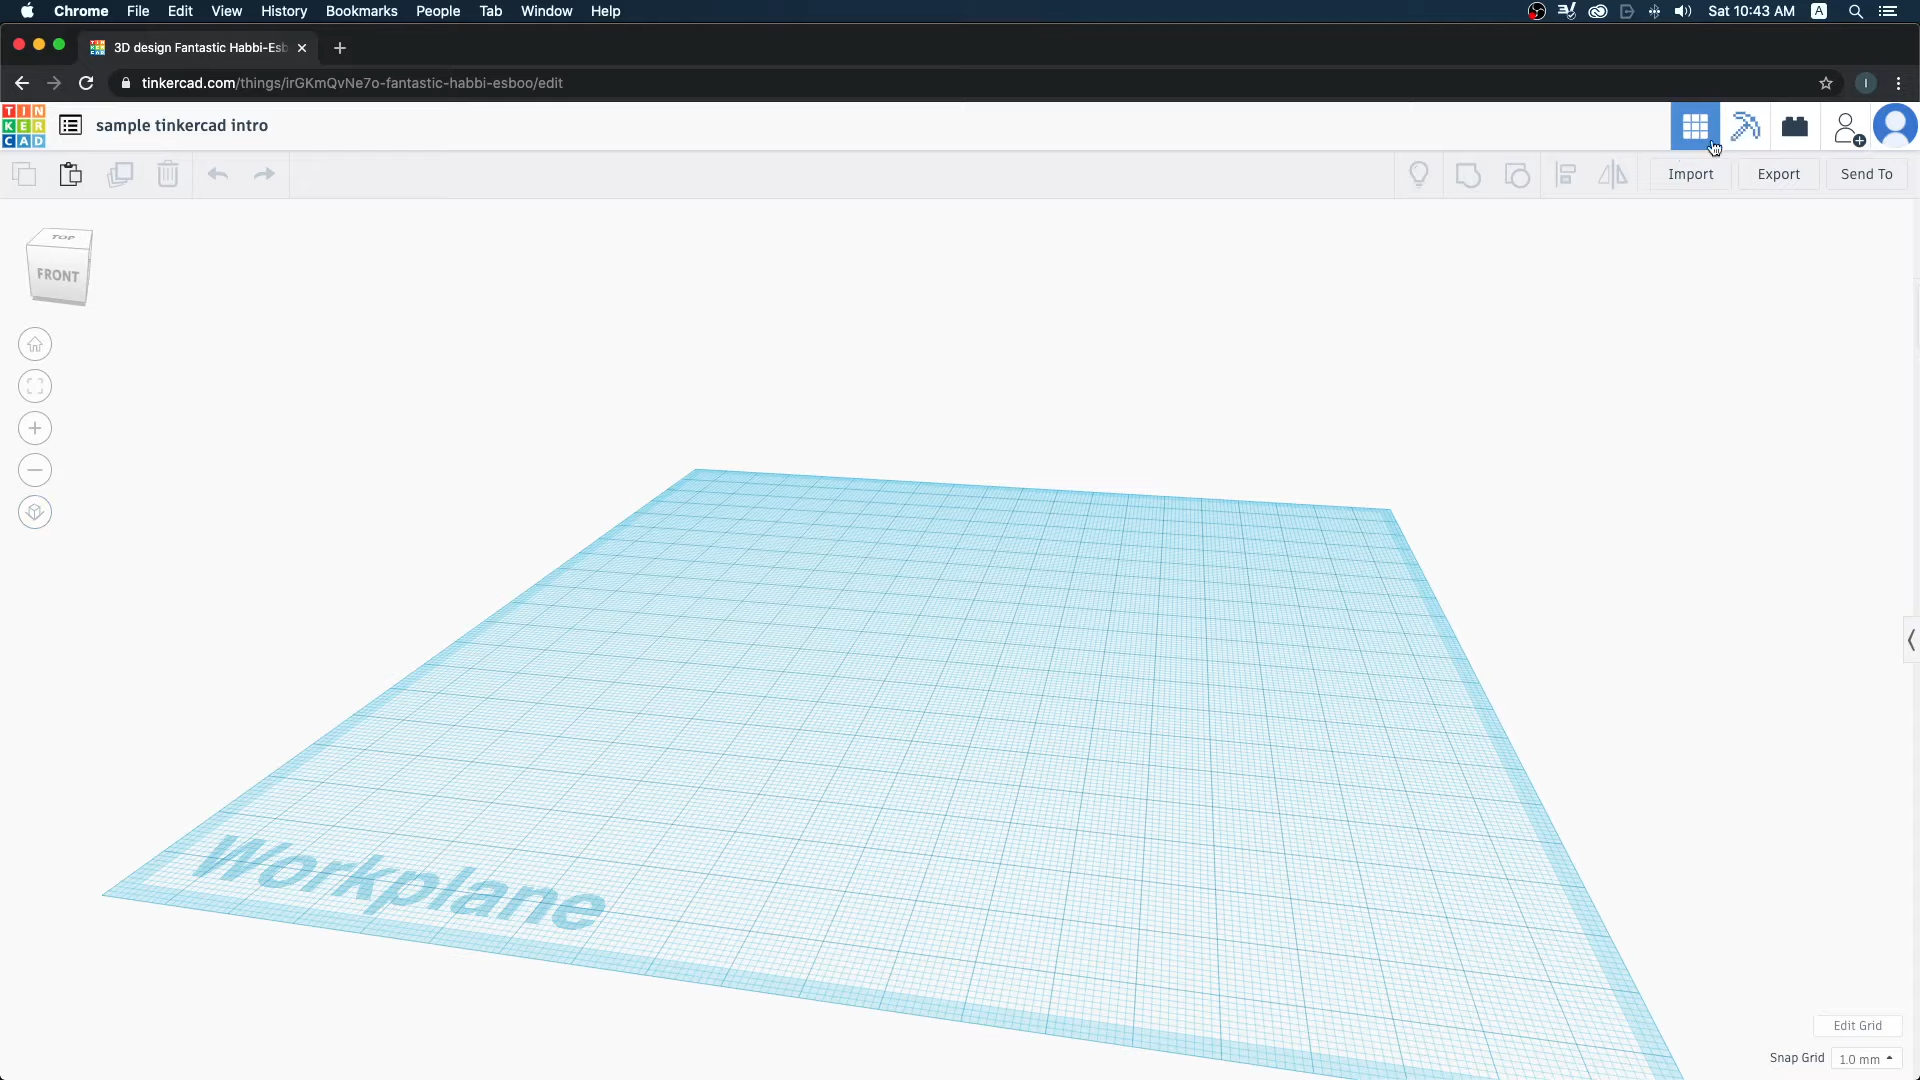 Chrome File Edit View History Bookmarks People Tab Window Help Sat 10:43 AM A
3D design Fantastic Habbi-Esb
tinkercad.com/things/irGKmQvNe7o-fantastic-habbi-esboo/edit I
TIN
KER
CAD
sample tinkercad intro
Import Export Send To
TOP
FRONT
Workplane
Edit Grid
Snap Grid 1.0 mm